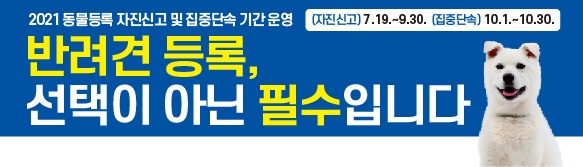 2021 동물등록 자진신고 및 집중단속 기간 운영 (자진신고) 7.19.~9.30. (집중단속) 10.1.~10.30.
반려견 등록,
선택이 아닌 필수입니다